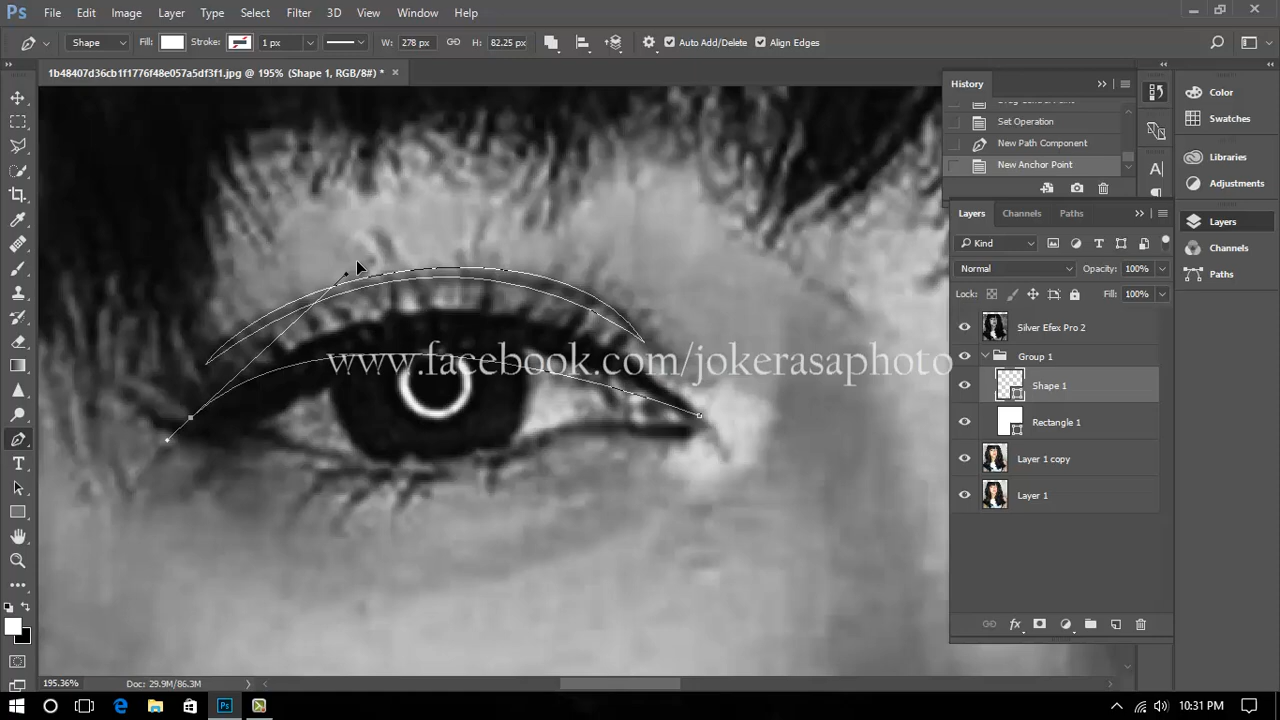 Ps File Edit Image Layer Type Select Filter 3D View Window Help
Shape Fill: Stroke: 1 px W: 278 px H: 82.25 px Auto Add/Delete Align Edges
1b48407d36cb1f1776f48e057a5df3f1.jpg @ 195% (Shape 1, RGB/8#) * ×
History
Set Operation
New Path Component
New Anchor Point
Color
Swatches
Libraries
Adjustments
Layers
Channels
Paths
Layers Channels Paths
Kind
Normal Opacity: 100%
Lock: Fill: 100%
Silver Efex Pro 2
Group 1
Shape 1
Rectangle 1
Layer 1 copy
Layer 1
www.facebook.com/jokerasaphoto
195.36% Doc: 29.9M/86.3M
10:31 PM